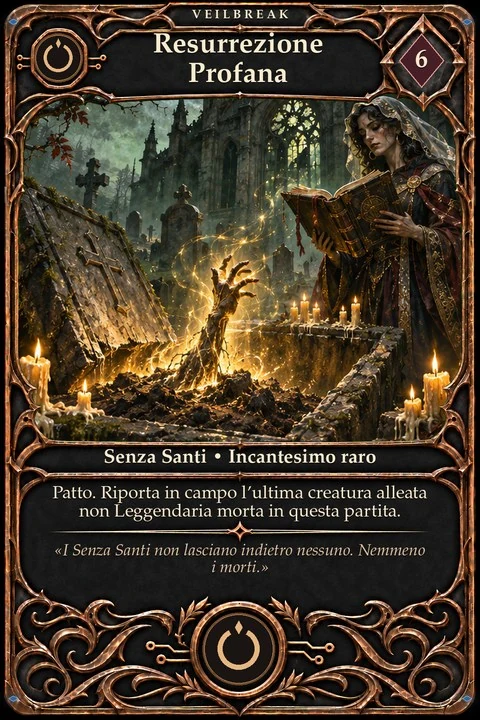 VEILBREAK
Resurrezione
Profana
6
Senza Santi • Incantesimo raro
Patto. Riporta in campo l'ultima creatura alleata
non Leggendaria morta in questa partita.
«I Senza Santi non lasciano indietro nessuno. Nemmeno
i morti.»